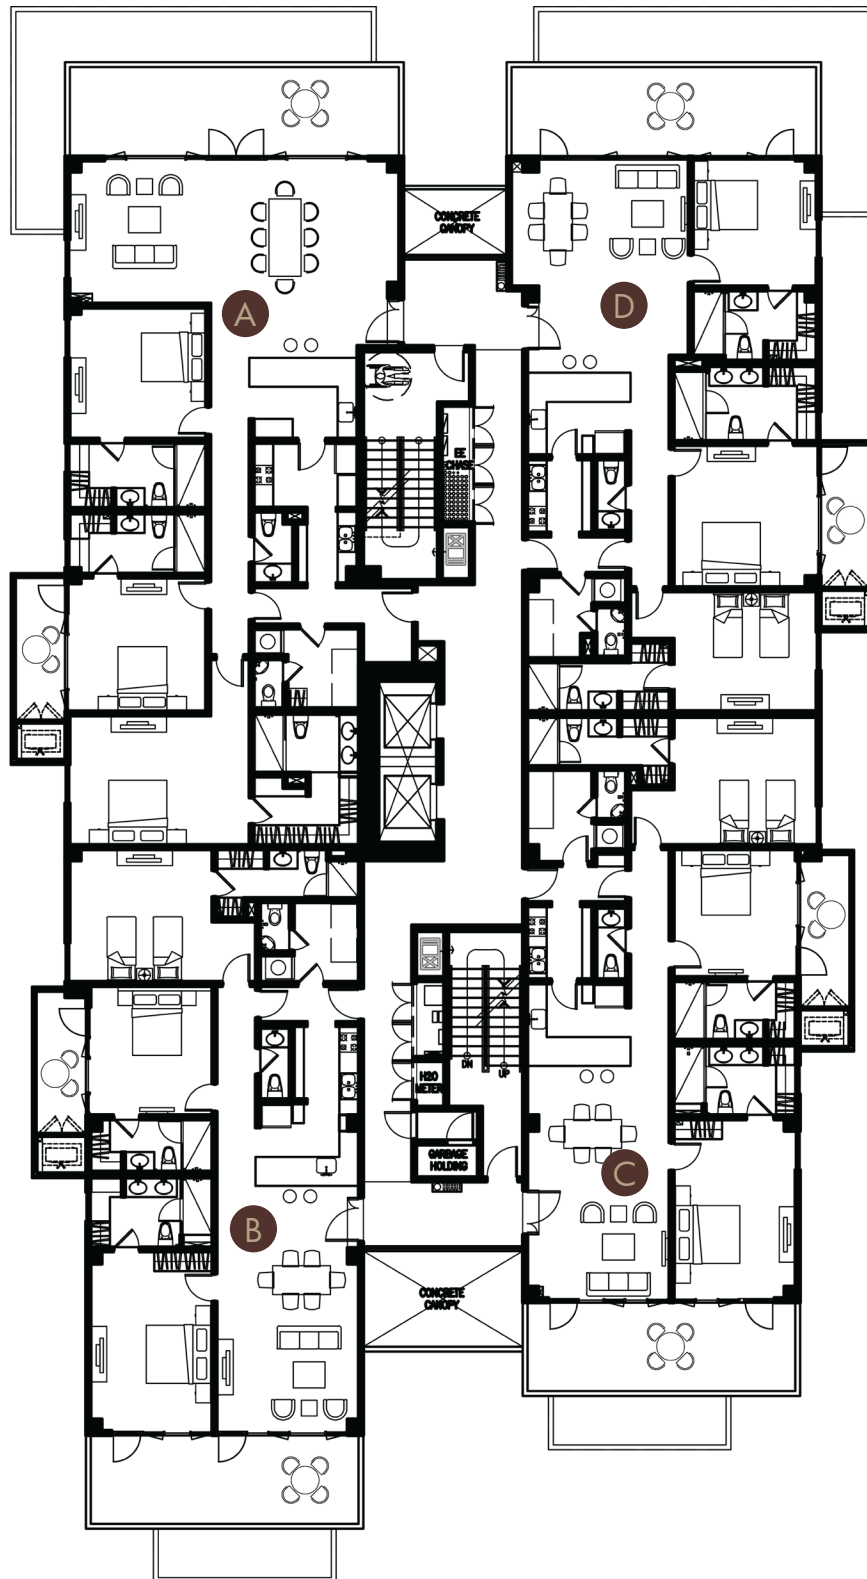 CONCRETE
CANOPY
A
D
EE
CHASE
DN
UP
H2O
METER
GARBAGE
HOLDING
C
B
CONCRETE
CANOPY